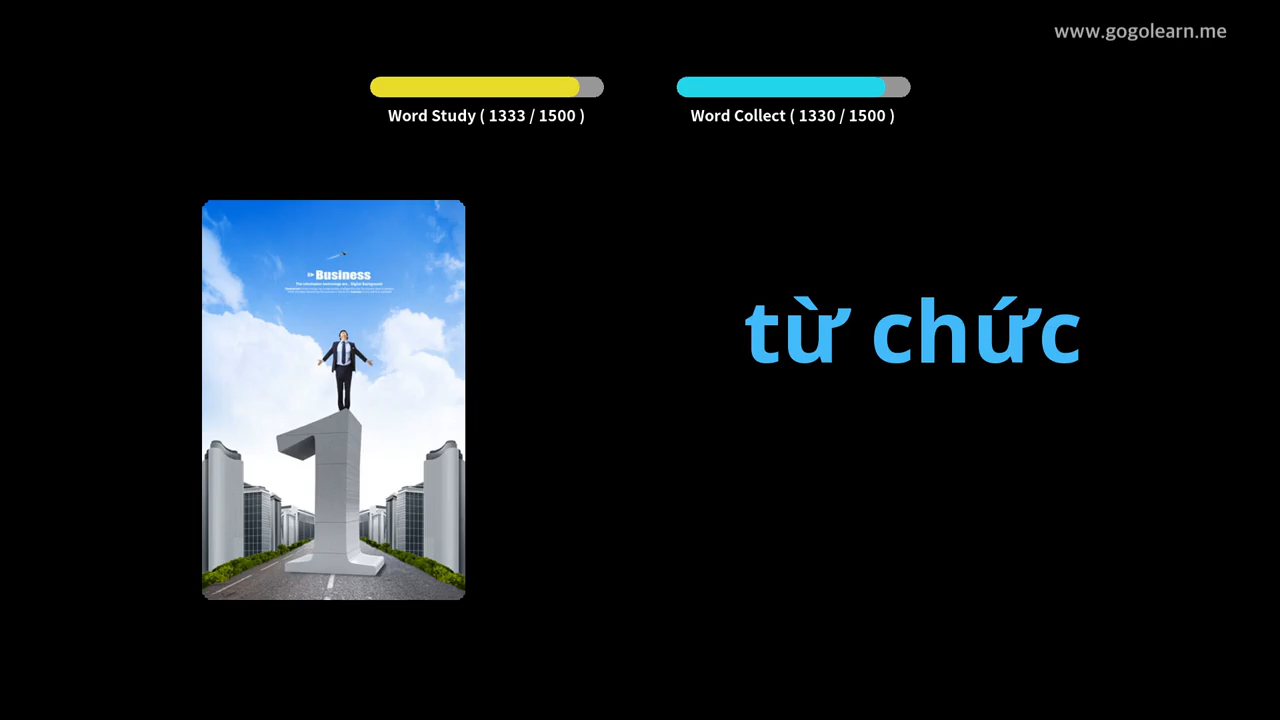 www.gogolearn.me
Word Study ( 1333 / 1500 )
Word Collect ( 1330 / 1500 )
Business
từ chức